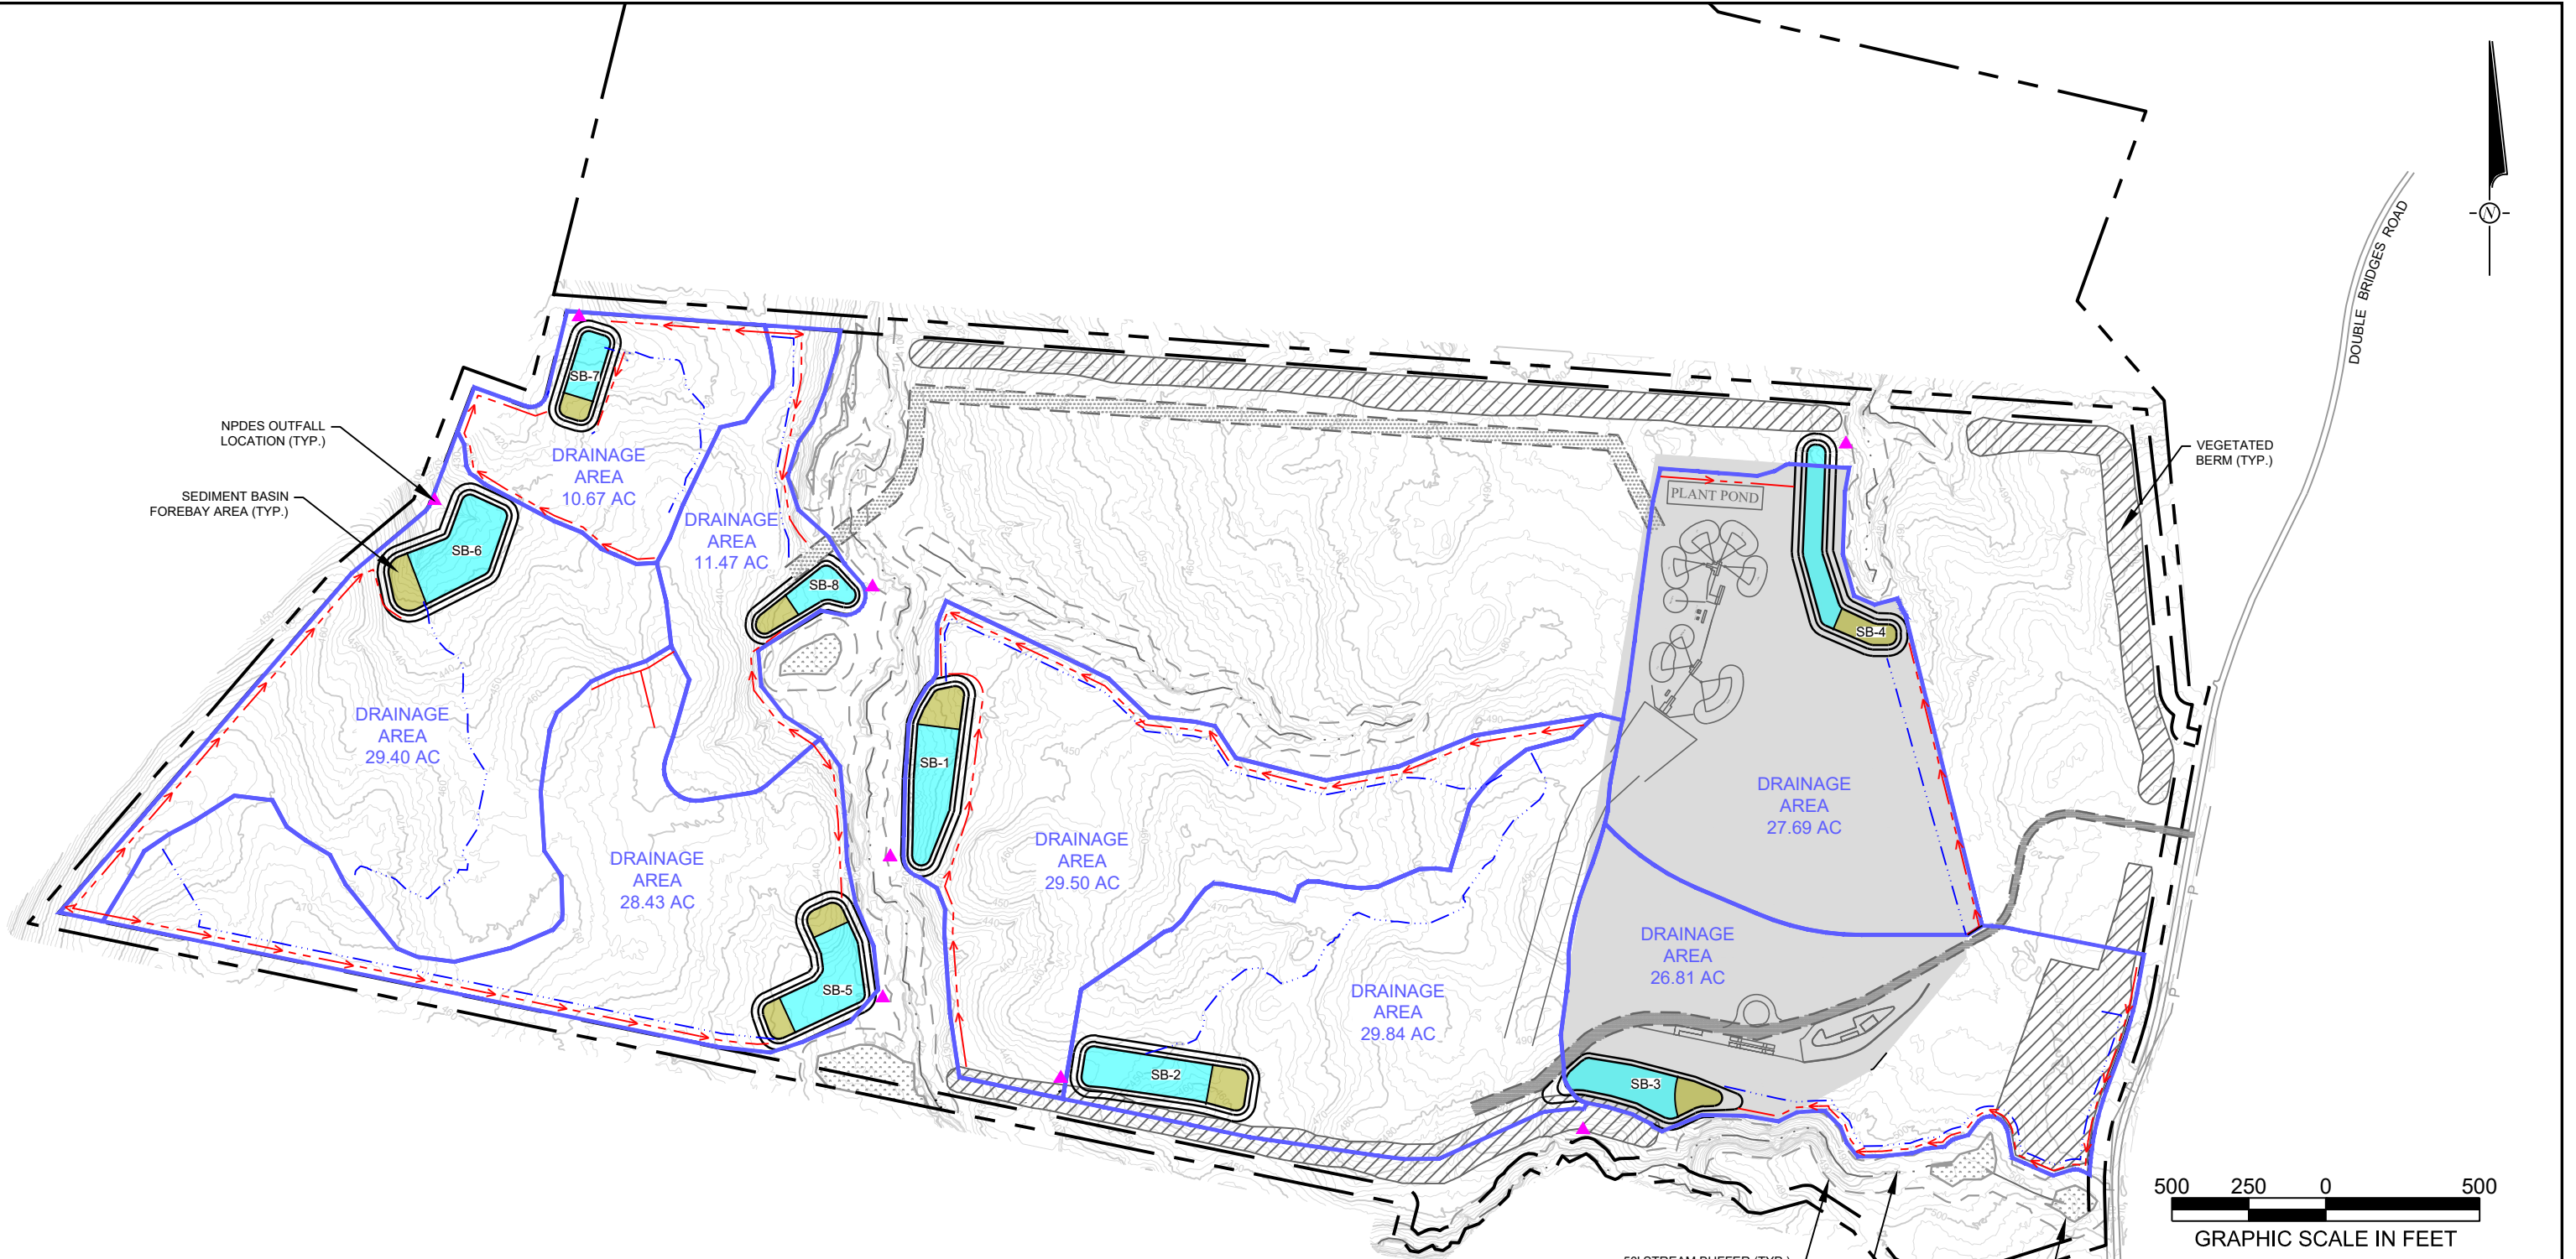 DOUBLE BRIDGES ROAD
N
NPDES OUTFALL
LOCATION (TYP.)
SEDIMENT BASIN
FOREBAY AREA (TYP.)
VEGETATED
BERM (TYP.)
SB-7
DRAINAGE
AREA
10.67 AC
SB-6
DRAINAGE
AREA
11.47 AC
SB-8
PLANT POND
SB-4
DRAINAGE
AREA
29.40 AC
SB-1
DRAINAGE
AREA
27.69 AC
DRAINAGE
AREA
28.43 AC
DRAINAGE
AREA
29.50 AC
DRAINAGE
AREA
26.81 AC
SB-5
DRAINAGE
AREA
29.84 AC
SB-2
SB-3
P
P
500 250 0 500
GRAPHIC SCALE IN FEET